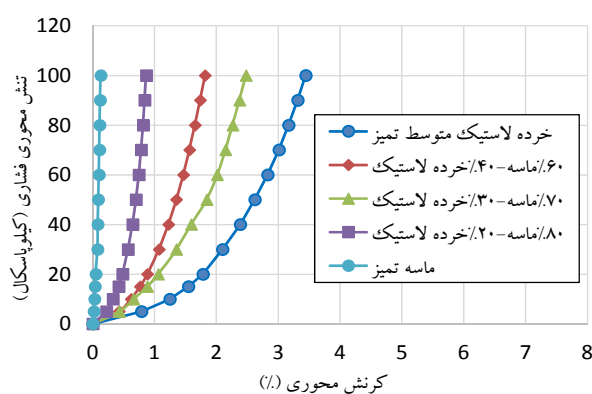 تنش محوری فشاری (کیلوپاسکال)
120
100
80
60
40
20
0
0 1 2 3 4 5 6 7 8
کرنش محوری (٪)
خرده لاستیک متوسط تمیز
۶۰٪ماسه-۴۰٪خرده لاستیک
۷۰٪ماسه-۳۰٪خرده لاستیک
۸۰٪ماسه-۲۰٪خرده لاستیک
ماسه تمیز